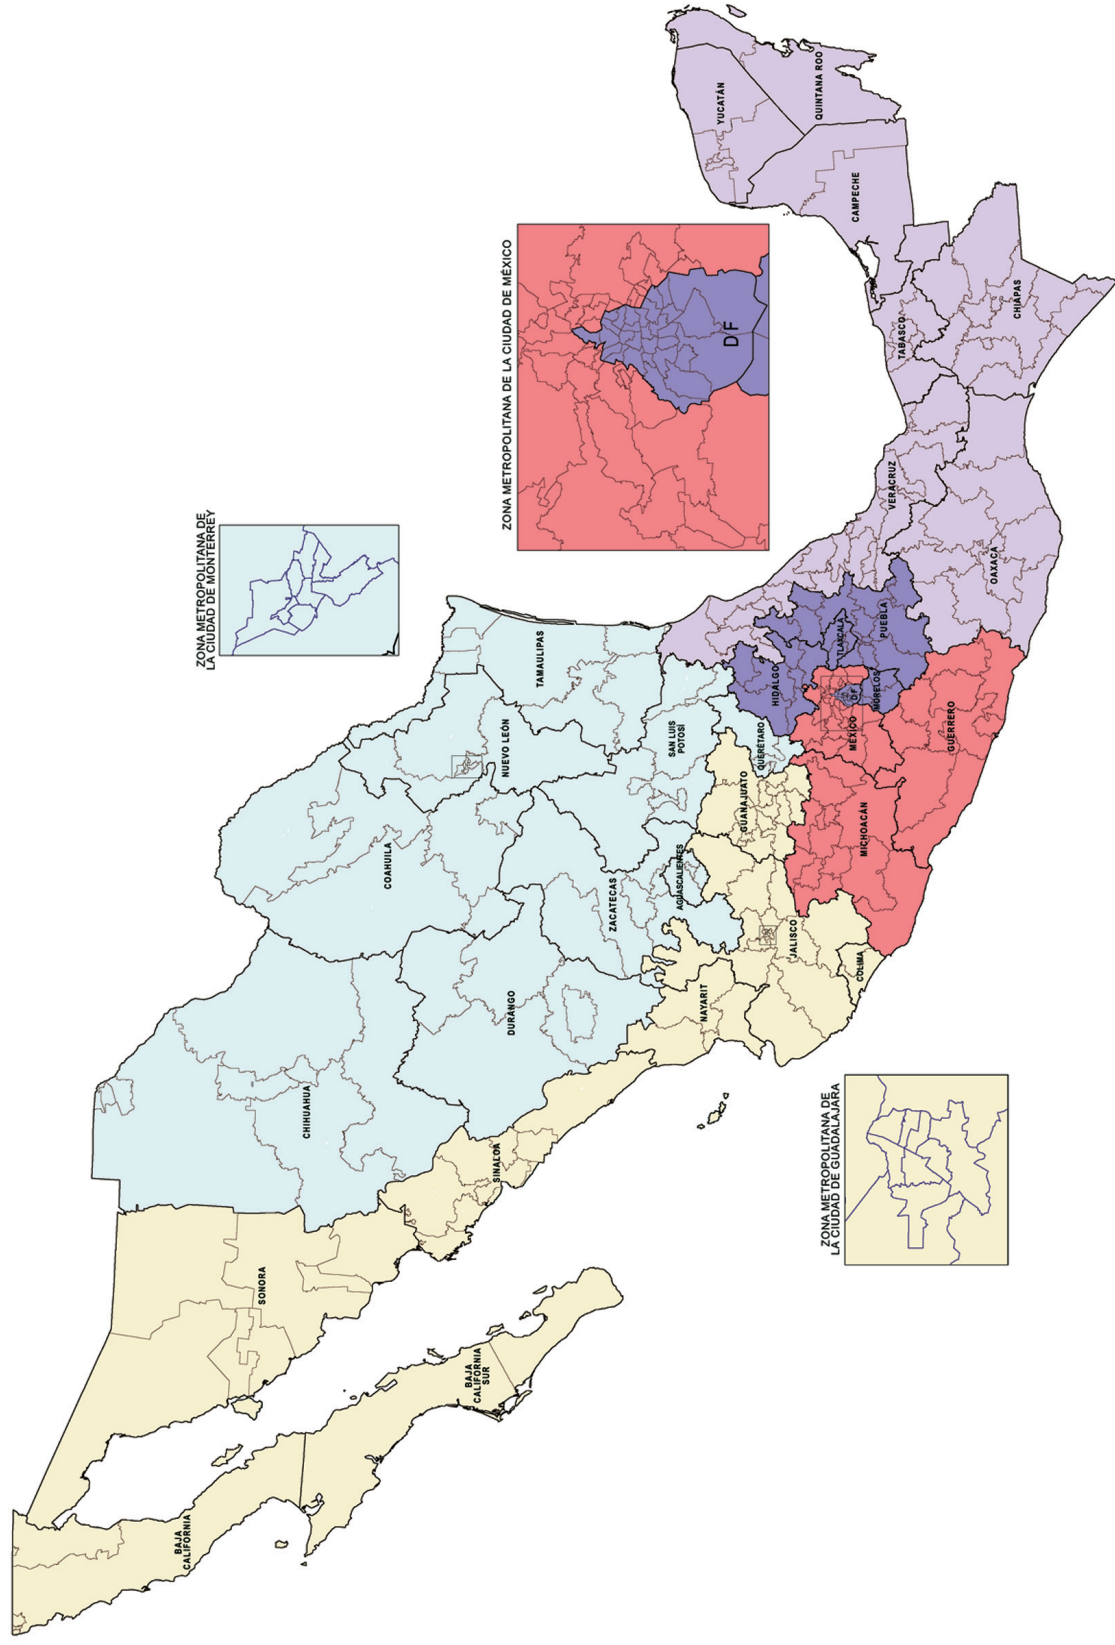 ZONA METROPOLITANA DE
LA CIUDAD DE MONTERREY
ZONA METROPOLITANA DE LA CIUDAD DE MÉXICO
DF
ZONA METROPOLITANA DE
LA CIUDAD DE GUADALAJARA
BAJA
CALIFORNIA
BAJA
CALIFORNIA
SUR
SONORA
CHIHUAHUA
SINALOA
DURANGO
COAHUILA
NUEVO LEÓN
TAMAULIPAS
ZACATECAS
AGUASCALIENTES
SAN LUIS
POTOSÍ
NAYARIT
JALISCO
COLIMA
GUANAJUATO
QUERÉTARO
HIDALGO
MICHOACÁN
MÉXICO
DF
MORELOS
TLAXCALA
PUEBLA
GUERRERO
VERACRUZ
OAXACA
TABASCO
CHIAPAS
CAMPECHE
YUCATÁN
QUINTANA ROO